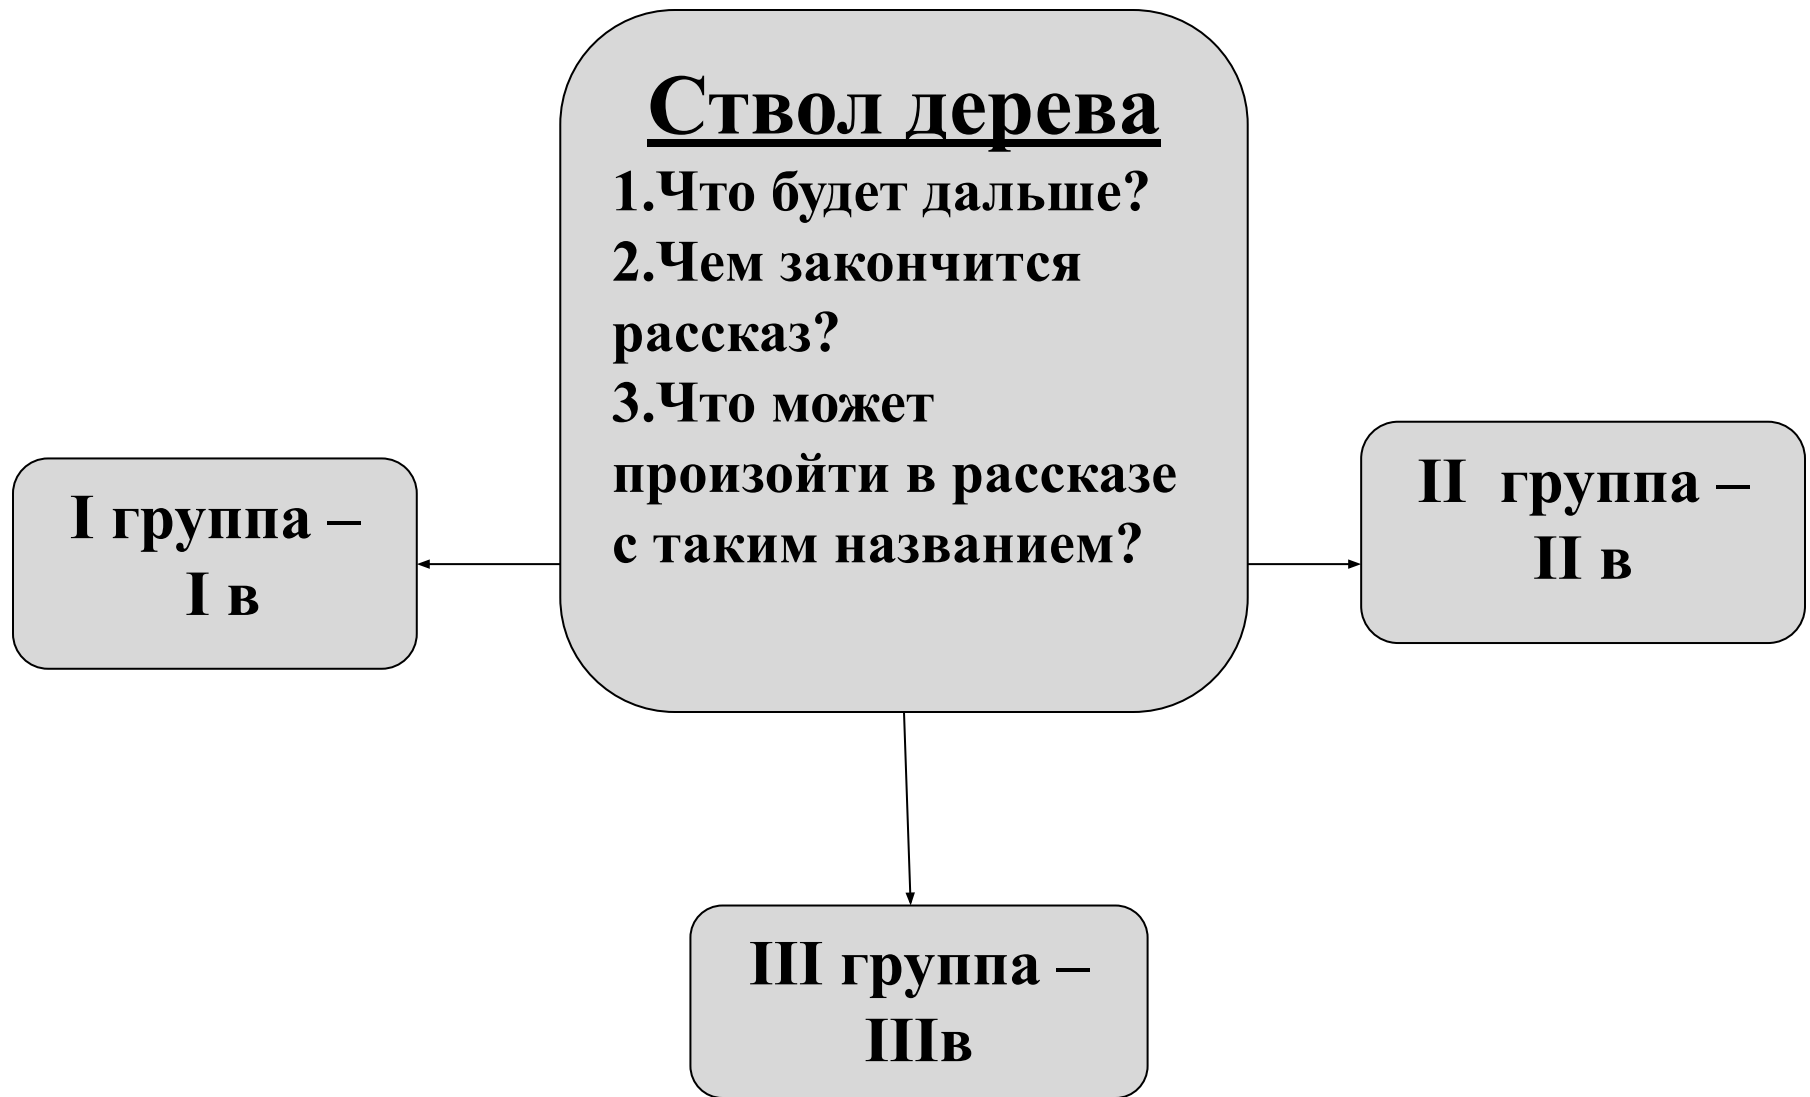 Ствол дерева
1.Что будет дальше?
2.Чем закончится
рассказ?
3.Что может
произойти в рассказе
с таким названием?
I группа –
I в
II  группа –
II в
III группа –
IIIв